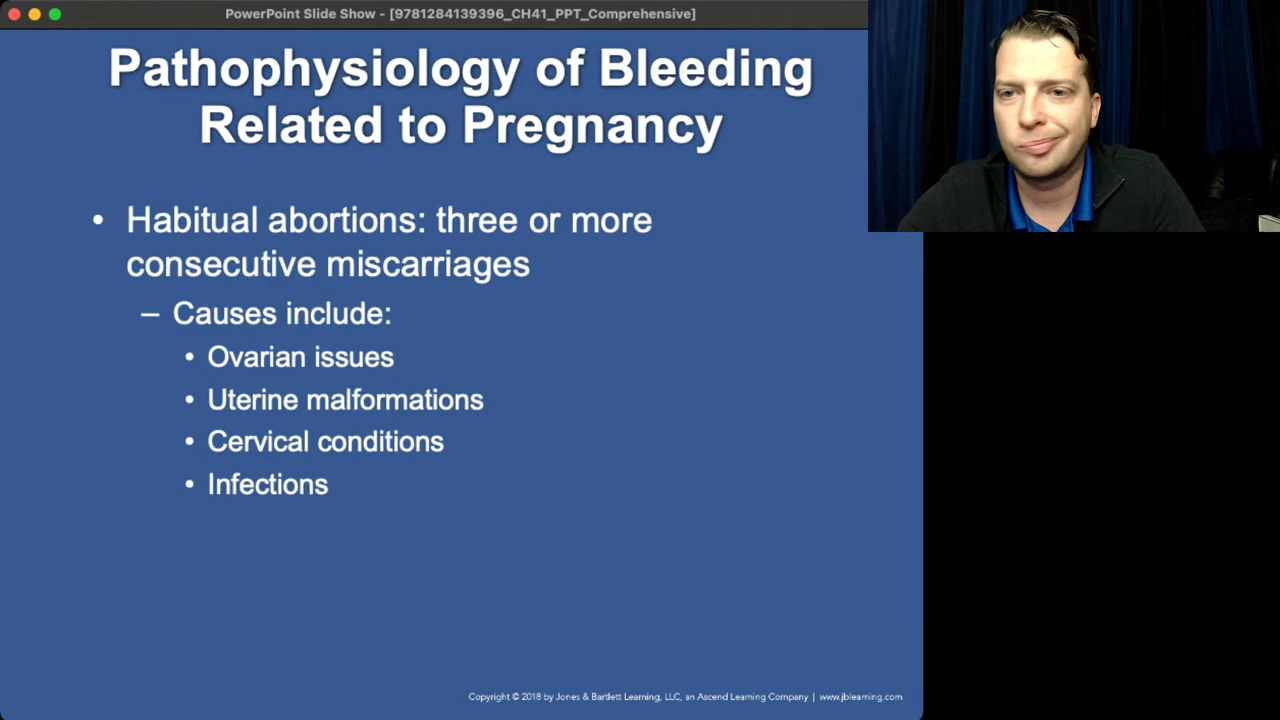 PowerPoint Slide Show - [9781284139396_CH41_PPT_Comprehensive]
Pathophysiology of Bleeding
Related to Pregnancy
• Habitual abortions: three or more
consecutive miscarriages
– Causes include:
• Ovarian issues
• Uterine malformations
• Cervical conditions
• Infections
Copyright © 2018 by Jones & Bartlett Learning, LLC, an Ascend Learning Company | www.jblearning.com